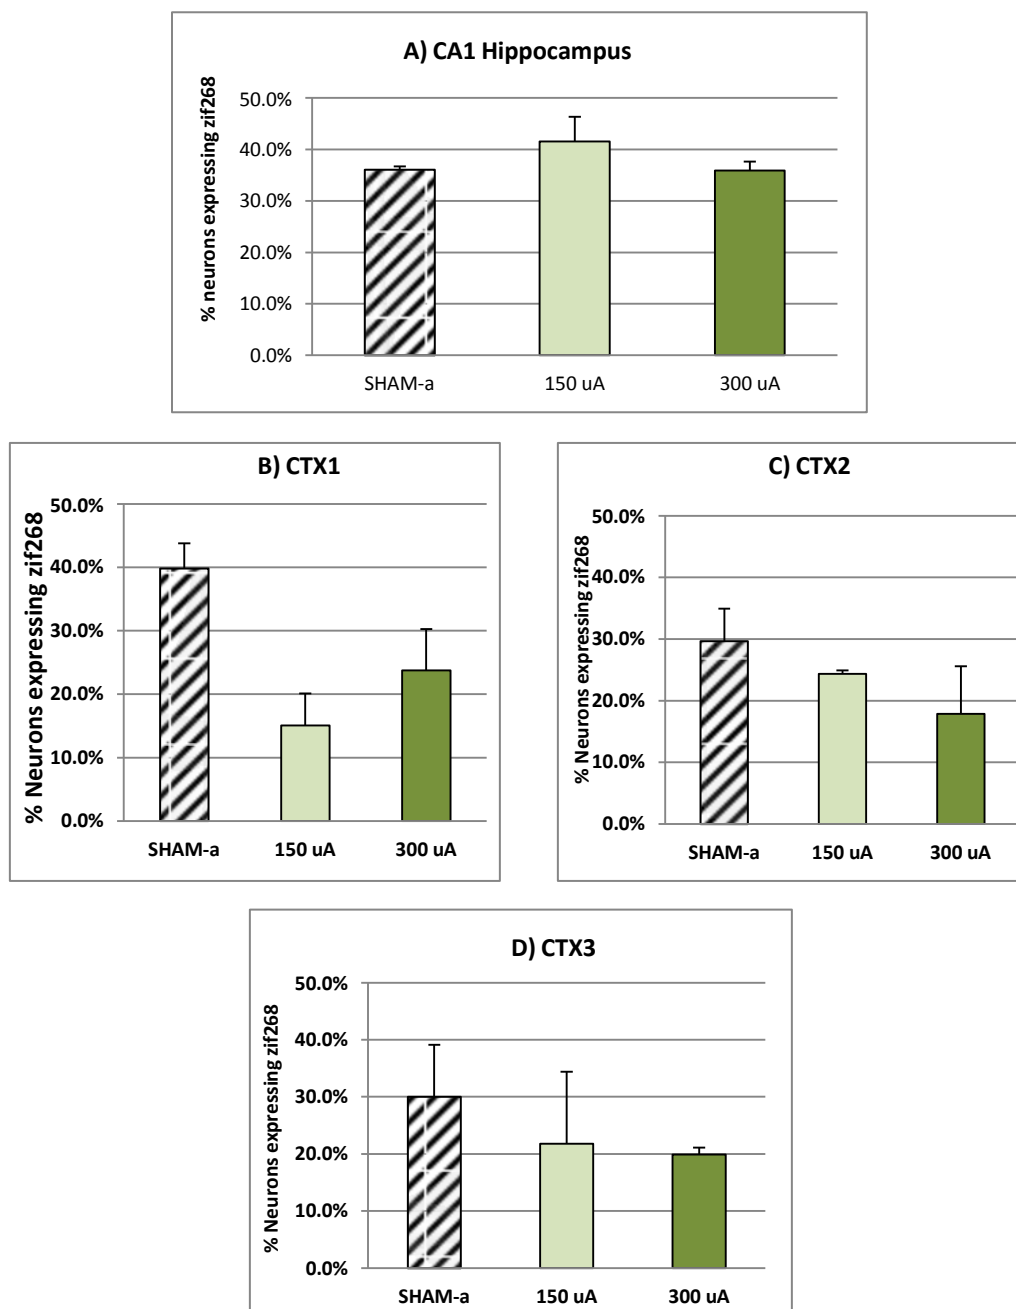 A) CA1 Hippocampus
% neurons expressing zif268
50.0%
40.0%
30.0%
20.0%
10.0%
0.0%
SHAM-a 150 uA 300 uA
B) CTX1
% Neurons expressing zif268
50.0%
40.0%
30.0%
20.0%
10.0%
0.0%
SHAM-a 150 uA 300 uA
C) CTX2
% Neurons expressing zif268
50.0%
40.0%
30.0%
20.0%
10.0%
0.0%
SHAM-a 150 uA 300 uA
D) CTX3
% Neurons expressing zif268
50.0%
40.0%
30.0%
20.0%
10.0%
0.0%
SHAM-a 150 uA 300 uA